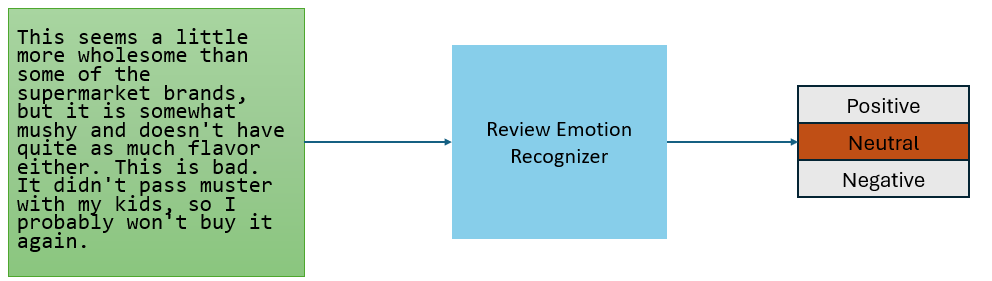 This seems a little
more wholesome than
some of the
supermarket brands,
but it is somewhat
mushy and doesn't have
quite as much flavor
either. This is bad.
It didn't pass muster
with my kids, so I
probably won't buy it
again.
Review Emotion
Recognizer
Positive
Neutral
Negative